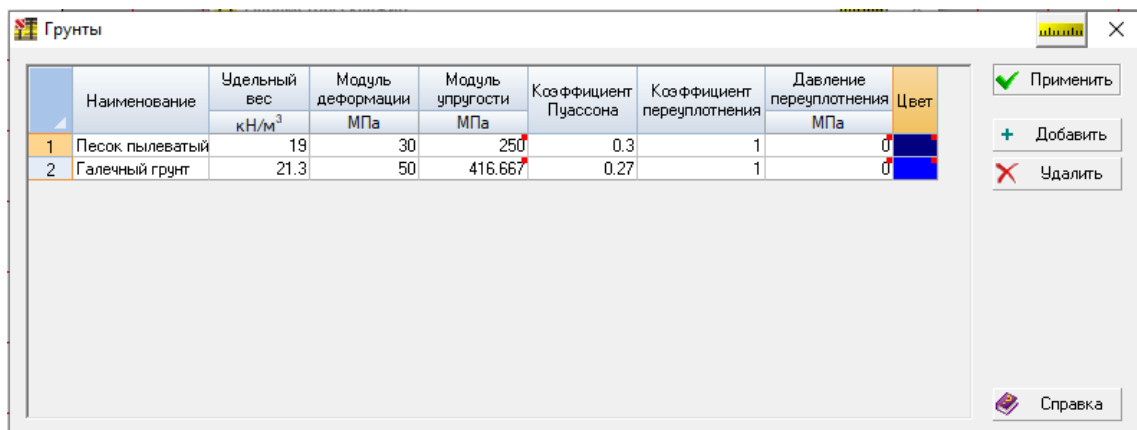 Грунты
Наименование Удельный вес Модуль деформации Модуль упругости Коэффициент Пуассона Коэффициент переуплотнения Давление переуплотнения Цвет
кН/м³ МПа МПа МПа
1 Песок пылеватый 19 30 250 0.3 1 0
2 Галечный грунт 21.3 50 416.667 0.27 1 0
Применить
Добавить
Удалить
Справка